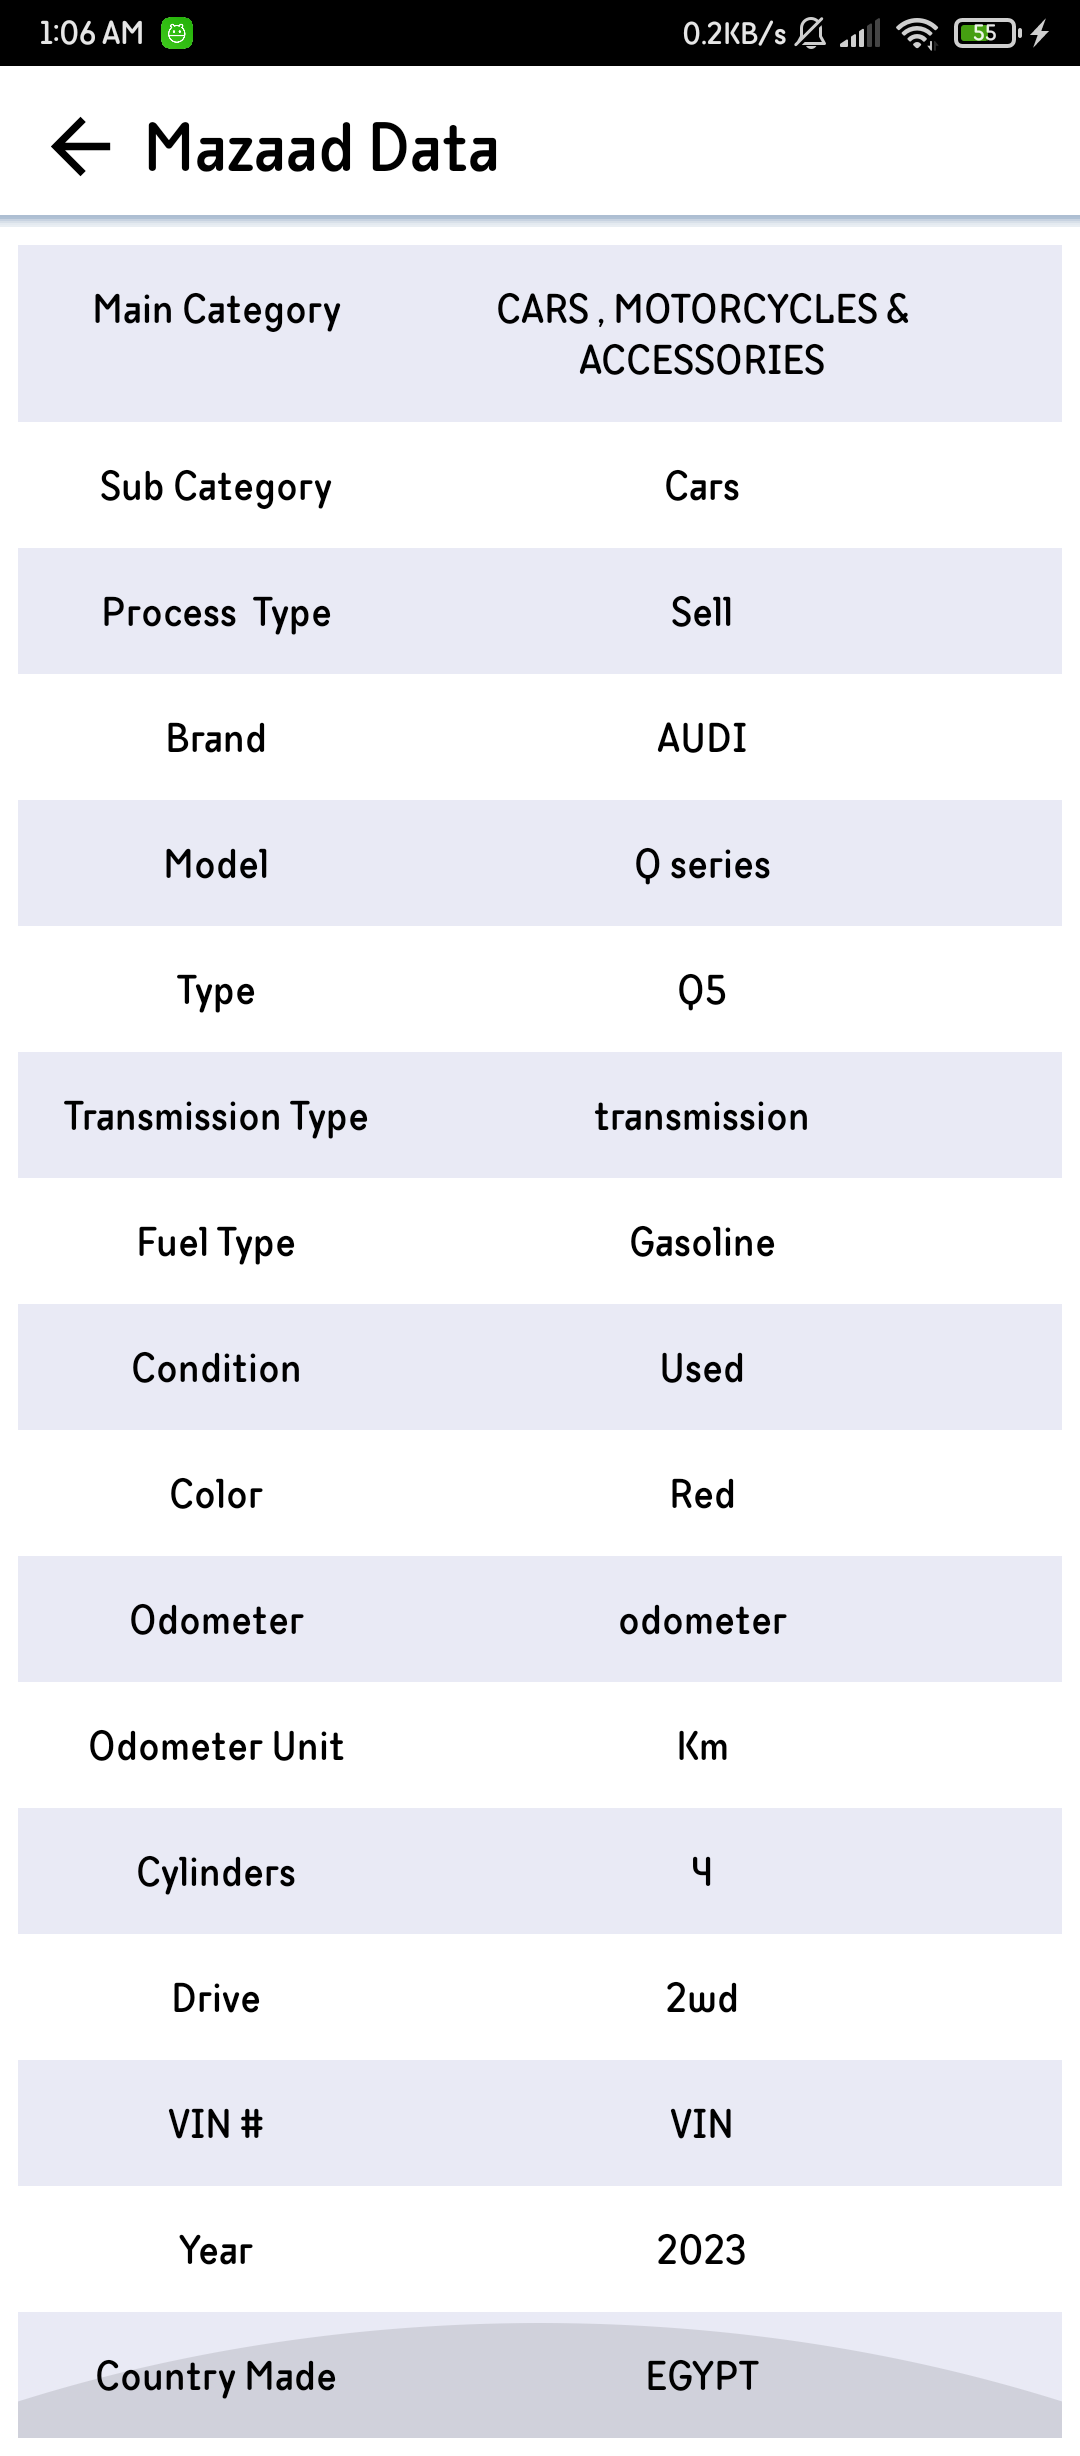 1:06 AM 0.2KB/s 55
Mazaad Data
Main Category CARS , MOTORCYCLES &
ACCESSORIES
Sub Category Cars
Process Type Sell
Brand AUDI
Model Q series
Type Q5
Transmission Type transmission
Fuel Type Gasoline
Condition Used
Color Red
Odometer odometer
Odometer Unit Km
Cylinders 4
Drive 2wd
VIN # VIN
Year 2023
Country Made EGYPT